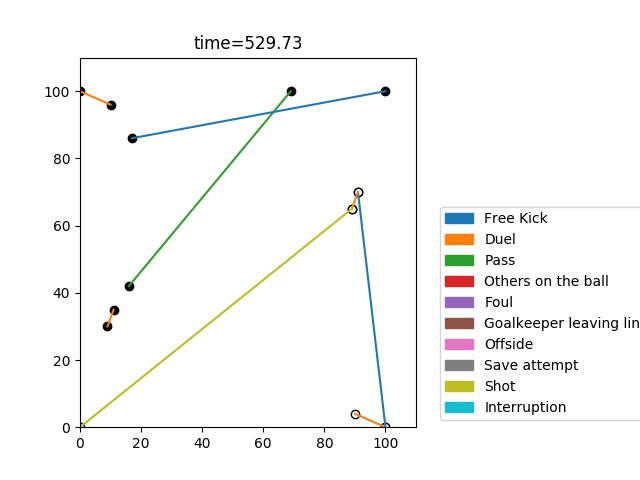 time=529.73
100
80
60
40
20
0
0 20 40 60 80 100
Free Kick
Duel
Pass
Others on the ball
Foul
Goalkeeper leaving lin
Offside
Save attempt
Shot
Interruption